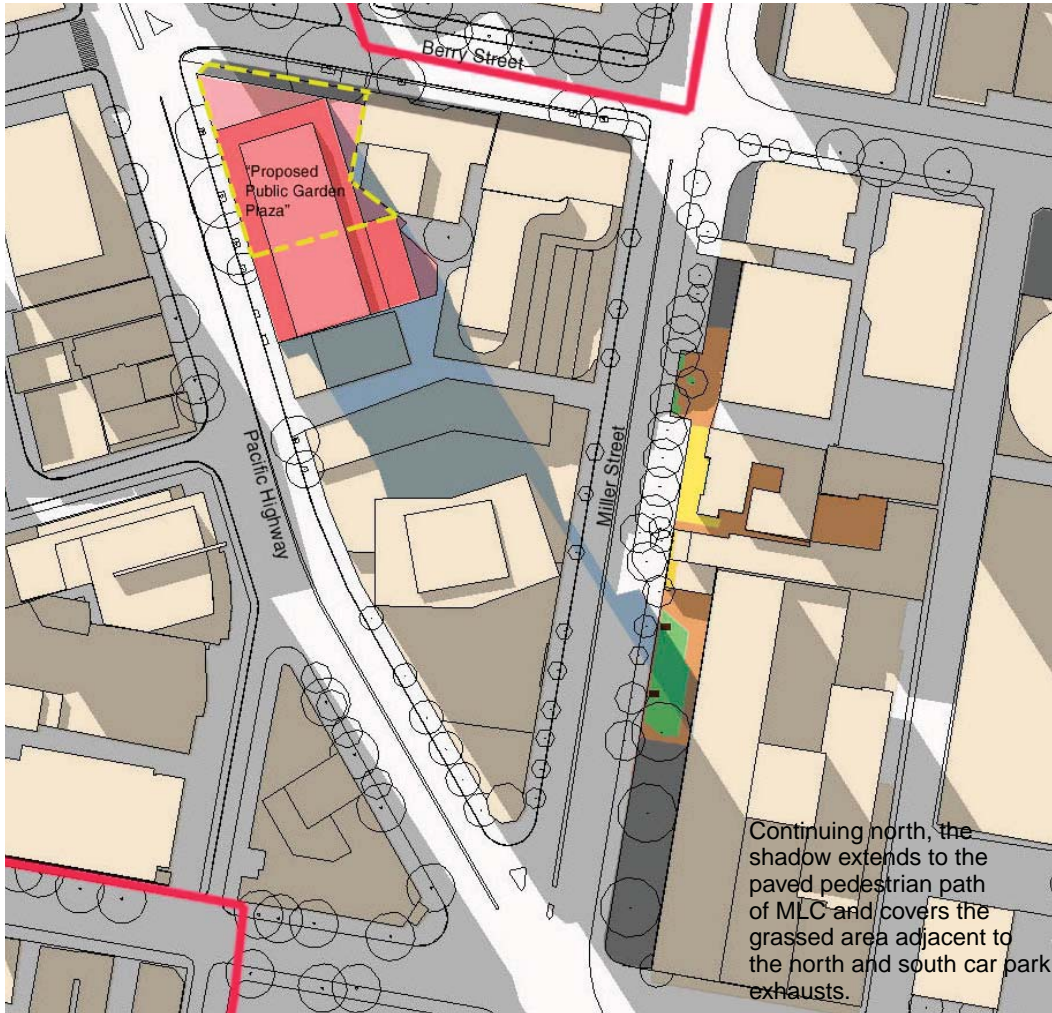 Berry Street
"Proposed
Public Garden
Plaza"
Pacific Highway
Miller Street
Continuing north, the
shadow extends to the
paved pedestrian path
of MLC and covers the
grassed area adjacent to
the north and south car park
exhausts.